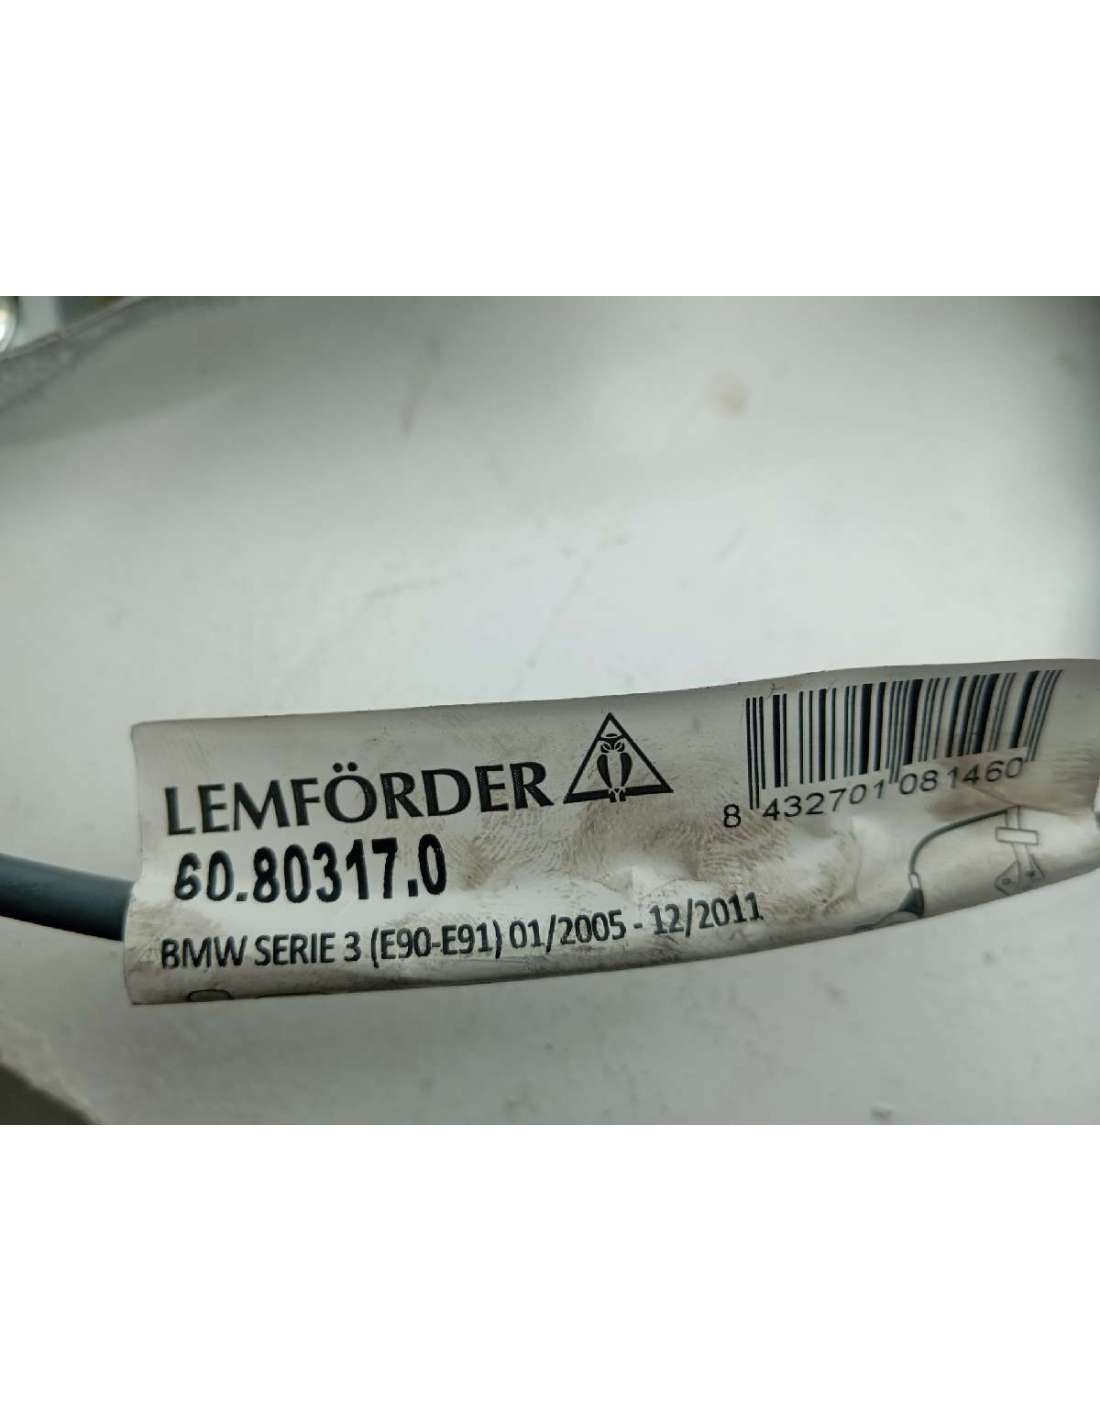 LEMFÖRDER
60.80317.0
BMW SERIE 3 (E90-E91) 01/2005 - 12/2011
8 432701 081460